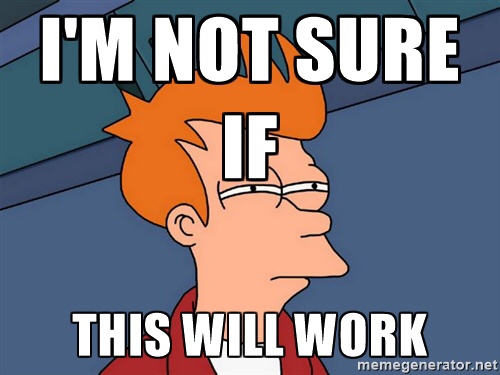 I'M NOT SURE
IF
THIS WILL WORK
memegenerator.net